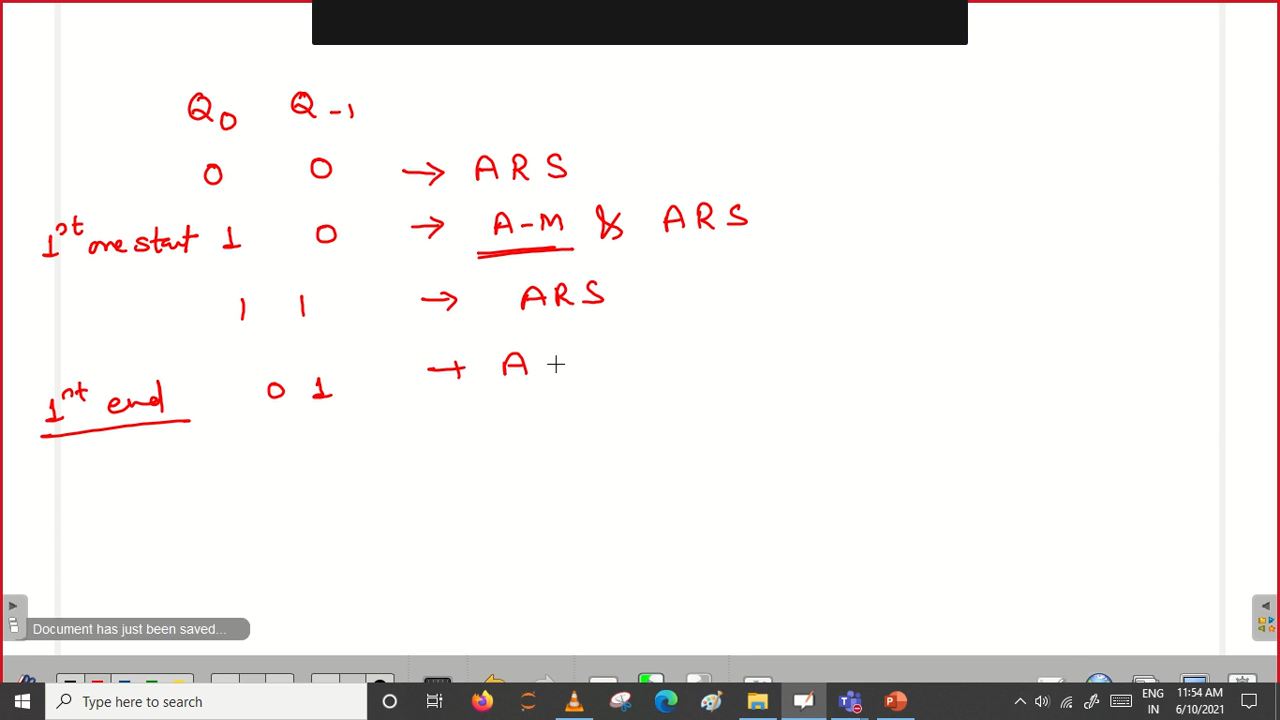 Q0 Q-1
0 0 → ARS
1st one start 1 0 → A-M & ARS
1 1 → ARS
1st end 0 1 → A +
Document has just been saved...
Type here to search
ENG
IN
11:54 AM
6/10/2021